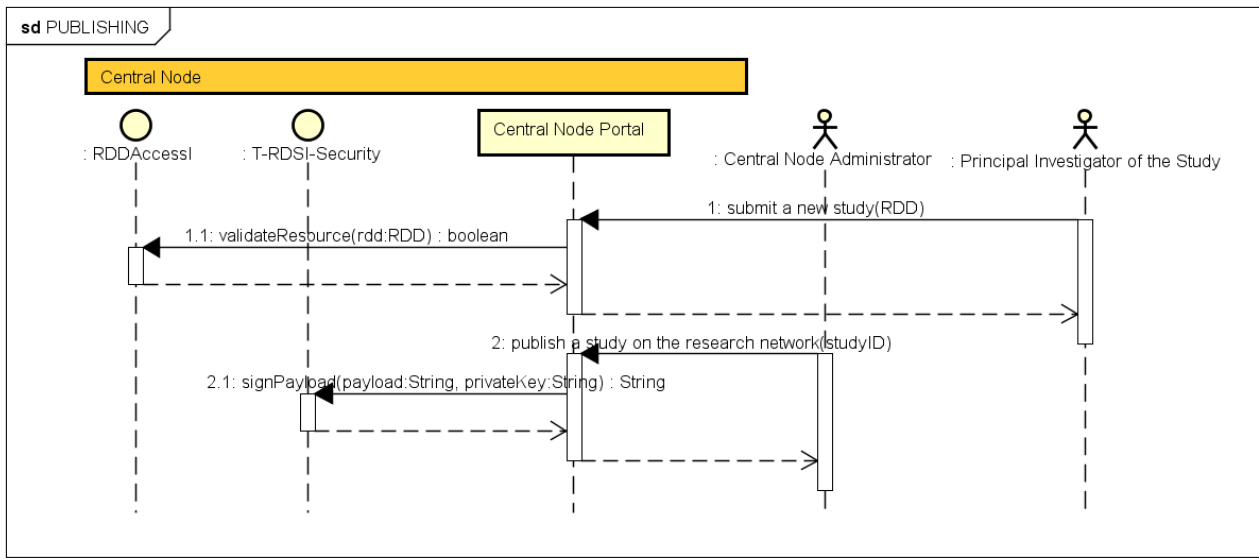 sd PUBLISHING
Central Node
: RDDAccessI
: T-RDSI-Security
Central Node Portal
: Central Node Administrator
: Principal Investigator of the Study
1: submit a new study(RDD)
1.1: validateResource(rdd:RDD) : boolean
2: publish a study on the research network(studyID)
2.1: signPayload(payload:String, privateKey:String) : String